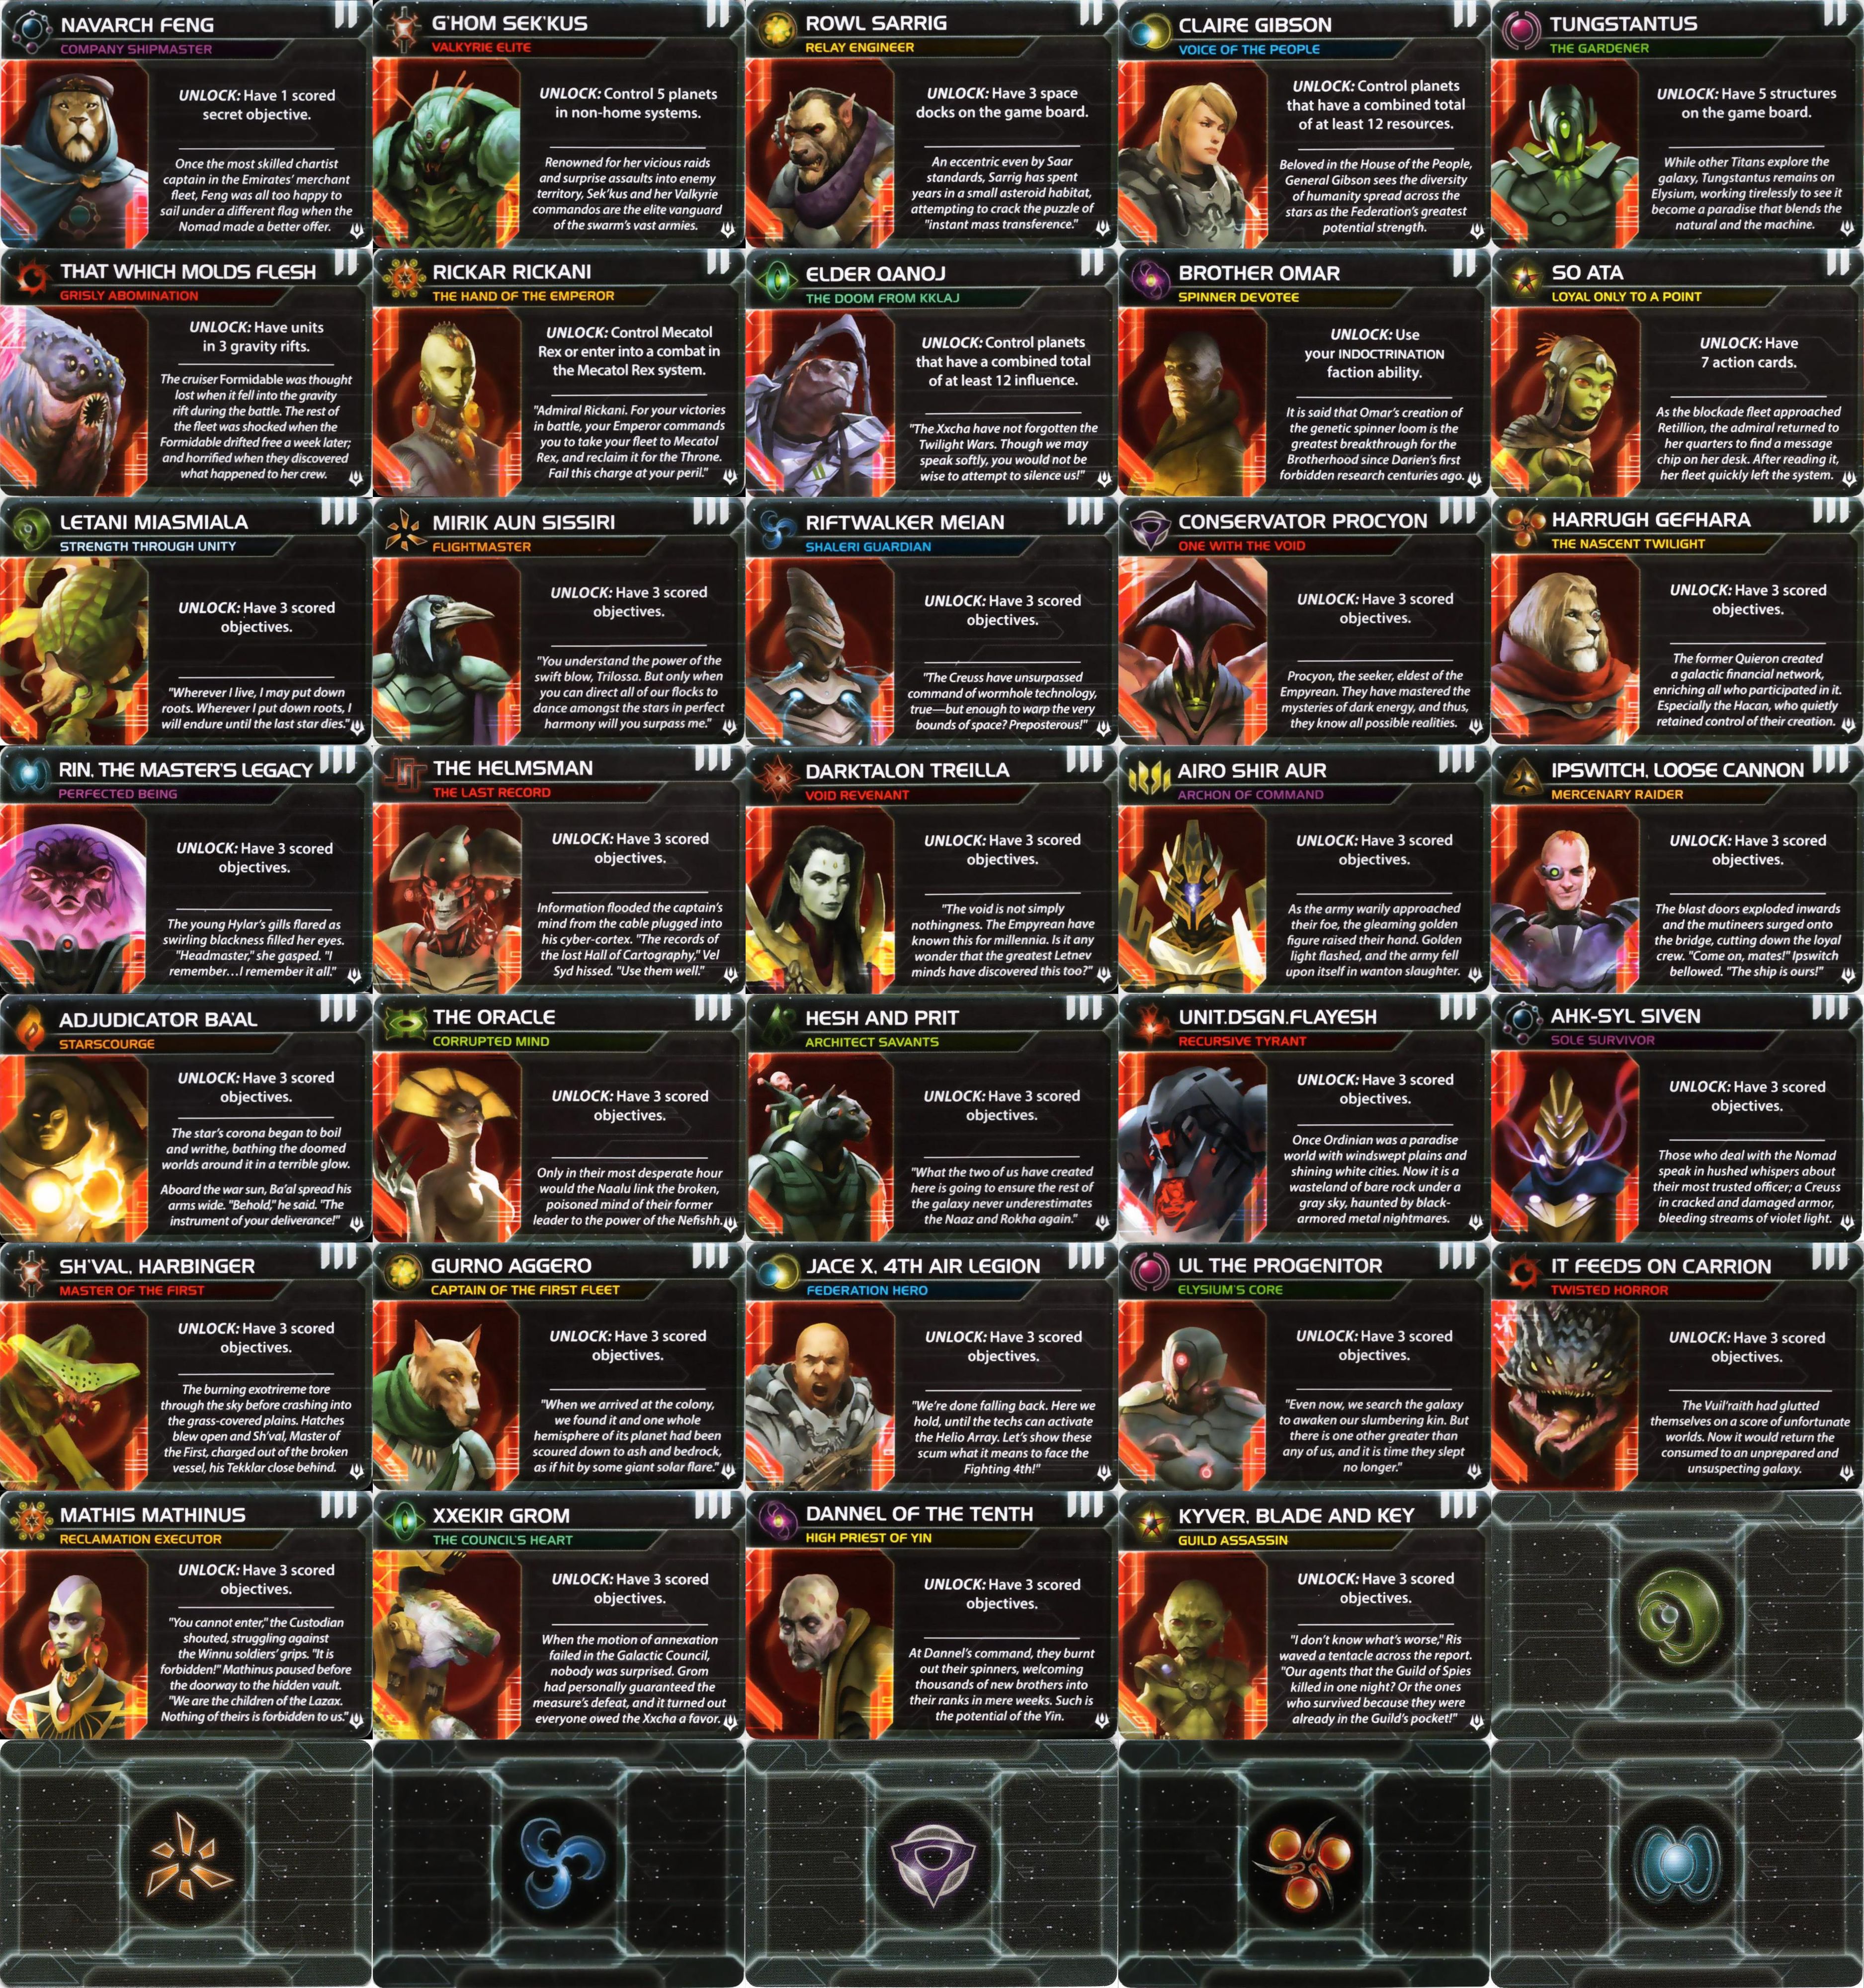 NAVARCH FENG
COMPANY SHIPMASTER
UNLOCK: Have 1 scored
secret objective.
Once the most skilled chartist
captain in the Emirates' merchant
fleet, Feng was all too happy to
sail under a different flag when the
Nomad made a better offer.
G'HOM SEK'KUS
VALKYRIE ELITE
UNLOCK: Control 5 planets
in non-home systems.
Renowned for her vicious raids
and surprise assaults into enemy
territory, Sek'kus and her Valkyrie
commandos are the elite vanguard
of the swarm's vast armies.
ROWL SARRIG
RELAY ENGINEER
UNLOCK: Have 3 space
docks on the game board.
An eccentric even by Saar
standards, Sarrig has spent
years in a small asteroid habitat,
attempting to crack the puzzle of
"instant mass transference."
CLAIRE GIBSON
VOICE OF THE PEOPLE
UNLOCK: Control planets
that have a combined total
of at least 12 resources.
Beloved in the House of the People,
General Gibson sees the diversity
of humanity spread across the
stars as the Federation's greatest
potential strength.
TUNGSTANTUS
THE GARDENER
UNLOCK: Have 5 structures
on the game board.
While other Titans explore the
galaxy, Tungstantus remains on
Elysium, working tirelessly to see it
become a paradise that blends the
natural and the machine.
THAT WHICH MOLDS FLESH
GRISLY ABOMINATION
UNLOCK: Have units
in 3 gravity rifts.
The cruiser Formidable was thought
lost when it fell into the gravity
rift during the battle. The rest of
the fleet was shocked when the
Formidable drifted free a week later;
and horrified when they discovered
what happened to her crew.
RICKAR RICKANI
THE HAND OF THE EMPEROR
UNLOCK: Control Mecatol
Rex or enter into a combat in
the Mecatol Rex system.
"Admiral Rickani. For your victories
in battle, your Emperor commands
you to take your fleet to Mecatol
Rex, and reclaim it for the Throne.
Fail this charge at your peril."
ELDER QANOJ
THE DOOM FROM KKLAJ
UNLOCK: Control planets
that have a combined total
of at least 12 influence.
"The Xxcha have not forgotten the
Twilight Wars. Though we may
speak softly, you would not be
wise to attempt to silence us!"
BROTHER OMAR
SPINNER DEVOTEE
UNLOCK: Use
your INDOCTRINATION
faction ability.
It is said that Omar's creation of
the genetic spinner loom is the
greatest breakthrough for the
Brotherhood since Darien's first
forbidden research centuries ago.
SO ATA
LOYAL ONLY TO A POINT
UNLOCK: Have
7 action cards.
As the blockade fleet approached
Retillion, the admiral returned to
her quarters to find a message
chip on her desk. After reading it,
her fleet quickly left the system.
LETANI MIASMIALA
STRENGTH THROUGH UNITY
UNLOCK: Have 3 scored
objectives.
"Wherever I live, I may put down
roots. Wherever I put down roots, I
will endure until the last star dies."
MIRIK AUN SISSIRI
FLIGHTMASTER
UNLOCK: Have 3 scored
objectives.
"You understand the power of the
swift blow, Trilossa. But only when
you can direct all of our flocks to
dance amongst the stars in perfect
harmony will you surpass me."
RIFTWALKER MEIAN
SHALERI GUARDIAN
UNLOCK: Have 3 scored
objectives.
"The Creuss have unsurpassed
command of wormhole technology,
true—but enough to warp the very
bounds of space? Preposterous!"
CONSERVATOR PROCYON
ONE WITH THE VOID
UNLOCK: Have 3 scored
objectives.
Procyon, the seeker, eldest of the
Empyrean. They have mastered the
mysteries of dark energy, and thus,
they know all possible realities.
HARRUGH GEFHARA
THE NASCENT TWILIGHT
UNLOCK: Have 3 scored
objectives.
The former Quieron created
a galactic financial network,
enriching all who participated in it.
Especially the Hacan, who quietly
retained control of their creation.
RIN, THE MASTER'S LEGACY
PERFECTED BEING
UNLOCK: Have 3 scored
objectives.
The young Hylar's gills flared as
swirling blackness filled her eyes.
"Headmaster," she gasped. "I
remember...I remember it all."
THE HELMSMAN
THE LAST RECORD
UNLOCK: Have 3 scored
objectives.
Information flooded the captain's
mind from the cable plugged into
his cyber-cortex. "The records of
the lost Hall of Cartography," Vel
Syd hissed. "Use them well."
DARKTALON TREILLA
VOID REVENANT
UNLOCK: Have 3 scored
objectives.
"The void is not simply
nothingness. The Empyrean have
known this for millennia. Is it any
wonder that the greatest Letnev
minds have discovered this too?"
AIRO SHIR AUR
ARCHON OF COMMAND
UNLOCK: Have 3 scored
objectives.
As the army warily approached
their foe, the gleaming golden
figure raised their hand. Golden
light flashed, and the army fell
upon itself in wanton slaughter.
IPSWITCH, LOOSE CANNON
MERCENARY RAIDER
UNLOCK: Have 3 scored
objectives.
The blast doors exploded inwards
and the mutineers surged onto
the bridge, cutting down the loyal
crew. "Come on, mates!" Ipswitch
bellowed. "The ship is ours!"
ADJUDICATOR BA'AL
STARSCOURGE
UNLOCK: Have 3 scored
objectives.
The star's corona began to boil
and writhe, bathing the doomed
worlds around it in a terrible glow.
Aboard the war sun, Ba'al spread his
arms wide. "Behold," he said. "The
instrument of your deliverance!"
THE ORACLE
CORRUPTED MIND
UNLOCK: Have 3 scored
objectives.
Only in their most desperate hour
would the Naalu link the broken,
poisoned mind of their former
leader to the power of the Nefishh.
HESH AND PRIT
ARCHITECT SAVANTS
UNLOCK: Have 3 scored
objectives.
"What the two of us have created
here is going to ensure the rest of
the galaxy never underestimates
the Naaz and Rokha again."
UNIT.DSGN.FLAYESH
RECURSIVE TYRANT
UNLOCK: Have 3 scored
objectives.
Once Ordinian was a paradise
world with windswept plains and
shining white cities. Now it is a
wasteland of bare rock under a
gray sky, haunted by black-
armored metal nightmares.
AHK-SYL SIVEN
SOLE SURVIVOR
UNLOCK: Have 3 scored
objectives.
Those who deal with the Nomad
speak in hushed whispers about
their most trusted officer; a Creuss
in cracked and damaged armor,
bleeding streams of violet light.
SH'VAL, HARBINGER
MASTER OF THE FIRST
UNLOCK: Have 3 scored
objectives.
The burning exotrireme tore
through the sky before crashing into
the grass-covered plains. Hatches
blew open and Sh'val, Master of
the First, charged out of the broken
vessel, his Tekklar close behind.
GURNO AGGERO
CAPTAIN OF THE FIRST FLEET
UNLOCK: Have 3 scored
objectives.
"When we arrived at the colony,
we found it and one whole
hemisphere of its planet had been
scoured down to ash and bedrock,
as if hit by some giant solar flare."
JACE X, 4TH AIR LEGION
FEDERATION HERO
UNLOCK: Have 3 scored
objectives.
"We're done falling back. Here we
hold, until the techs can activate
the Helio Array. Let's show these
scum what it means to face the
Fighting 4th!"
UL THE PROGENITOR
ELYSIUM'S CORE
UNLOCK: Have 3 scored
objectives.
"Even now, we search the galaxy
to awaken our slumbering kin. But
there is one other greater than
any of us, and it is time they slept
no longer."
IT FEEDS ON CARRION
TWISTED HORROR
UNLOCK: Have 3 scored
objectives.
The Vuil'raith had glutted
themselves on a score of unfortunate
worlds. Now it would return the
consumed to an unprepared and
unsuspecting galaxy.
MATHIS MATHINUS
RECLAMATION EXECUTOR
UNLOCK: Have 3 scored
objectives.
"You cannot enter," the Custodian
shouted, struggling against
the Winnu soldiers' grips. "It is
forbidden!" Mathinus paused before
the doorway to the hidden vault.
"We are the children of the Lazax.
Nothing of theirs is forbidden to us."
XXEKIR GROM
THE COUNCIL'S HEART
UNLOCK: Have 3 scored
objectives.
When the motion of annexation
failed in the Galactic Council,
nobody was surprised. Grom
had personally guaranteed the
measure's defeat, and it turned out
everyone owed the Xxcha a favor.
DANNEL OF THE TENTH
HIGH PRIEST OF YIN
UNLOCK: Have 3 scored
objectives.
At Dannel's command, they burnt
out their spinners, welcoming
thousands of new brothers into
their ranks in mere weeks. Such is
the potential of the Yin.
KYVER, BLADE AND KEY
GUILD ASSASSIN
UNLOCK: Have 3 scored
objectives.
"I don't know what's worse," Ris
waved a tentacle across the report.
"Our agents that the Guild of Spies
killed in one night? Or the ones
who survived because they were
already in the Guild's pocket!"